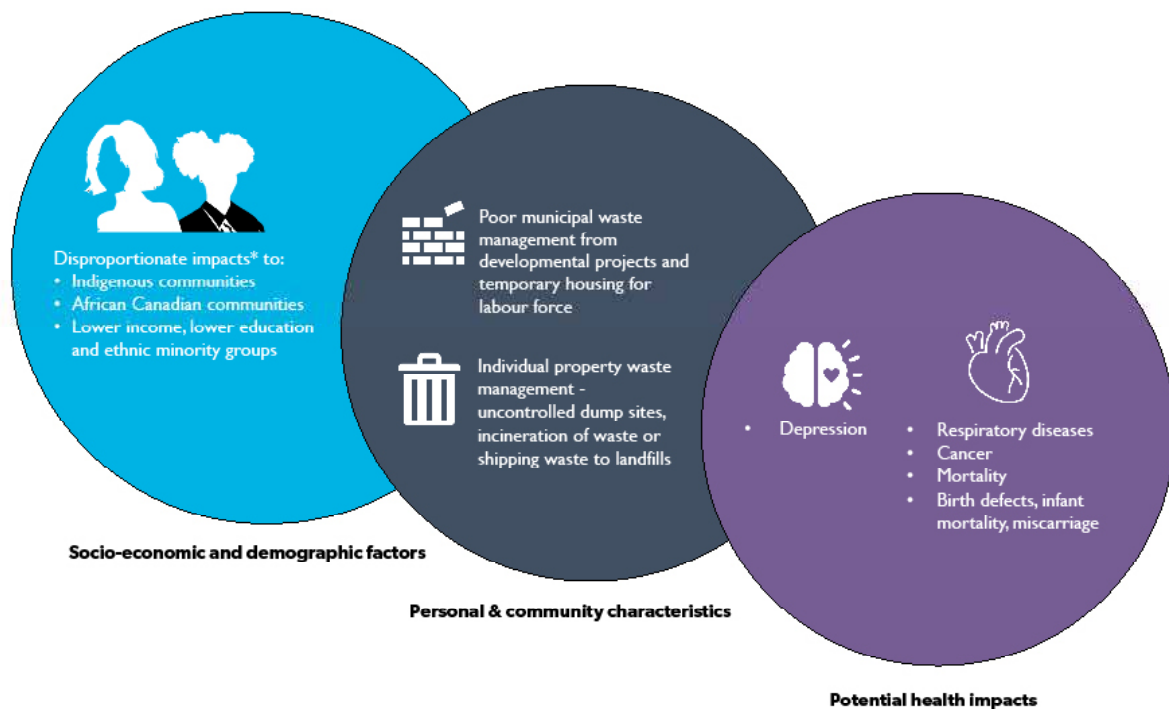 Disproportionate impacts* to:
• Indigenous communities
• African Canadian communities
• Lower income, lower education
and ethnic minority groups
Socio-economic and demographic factors
Poor municipal waste
management from
developmental projects and
temporary housing for
labour force
Individual property waste
management -
uncontrolled dump sites,
incineration of waste or
shipping waste to landfills
Personal & community characteristics
• Depression
• Respiratory diseases
• Cancer
• Mortality
• Birth defects, infant
mortality, miscarriage
Potential health impacts